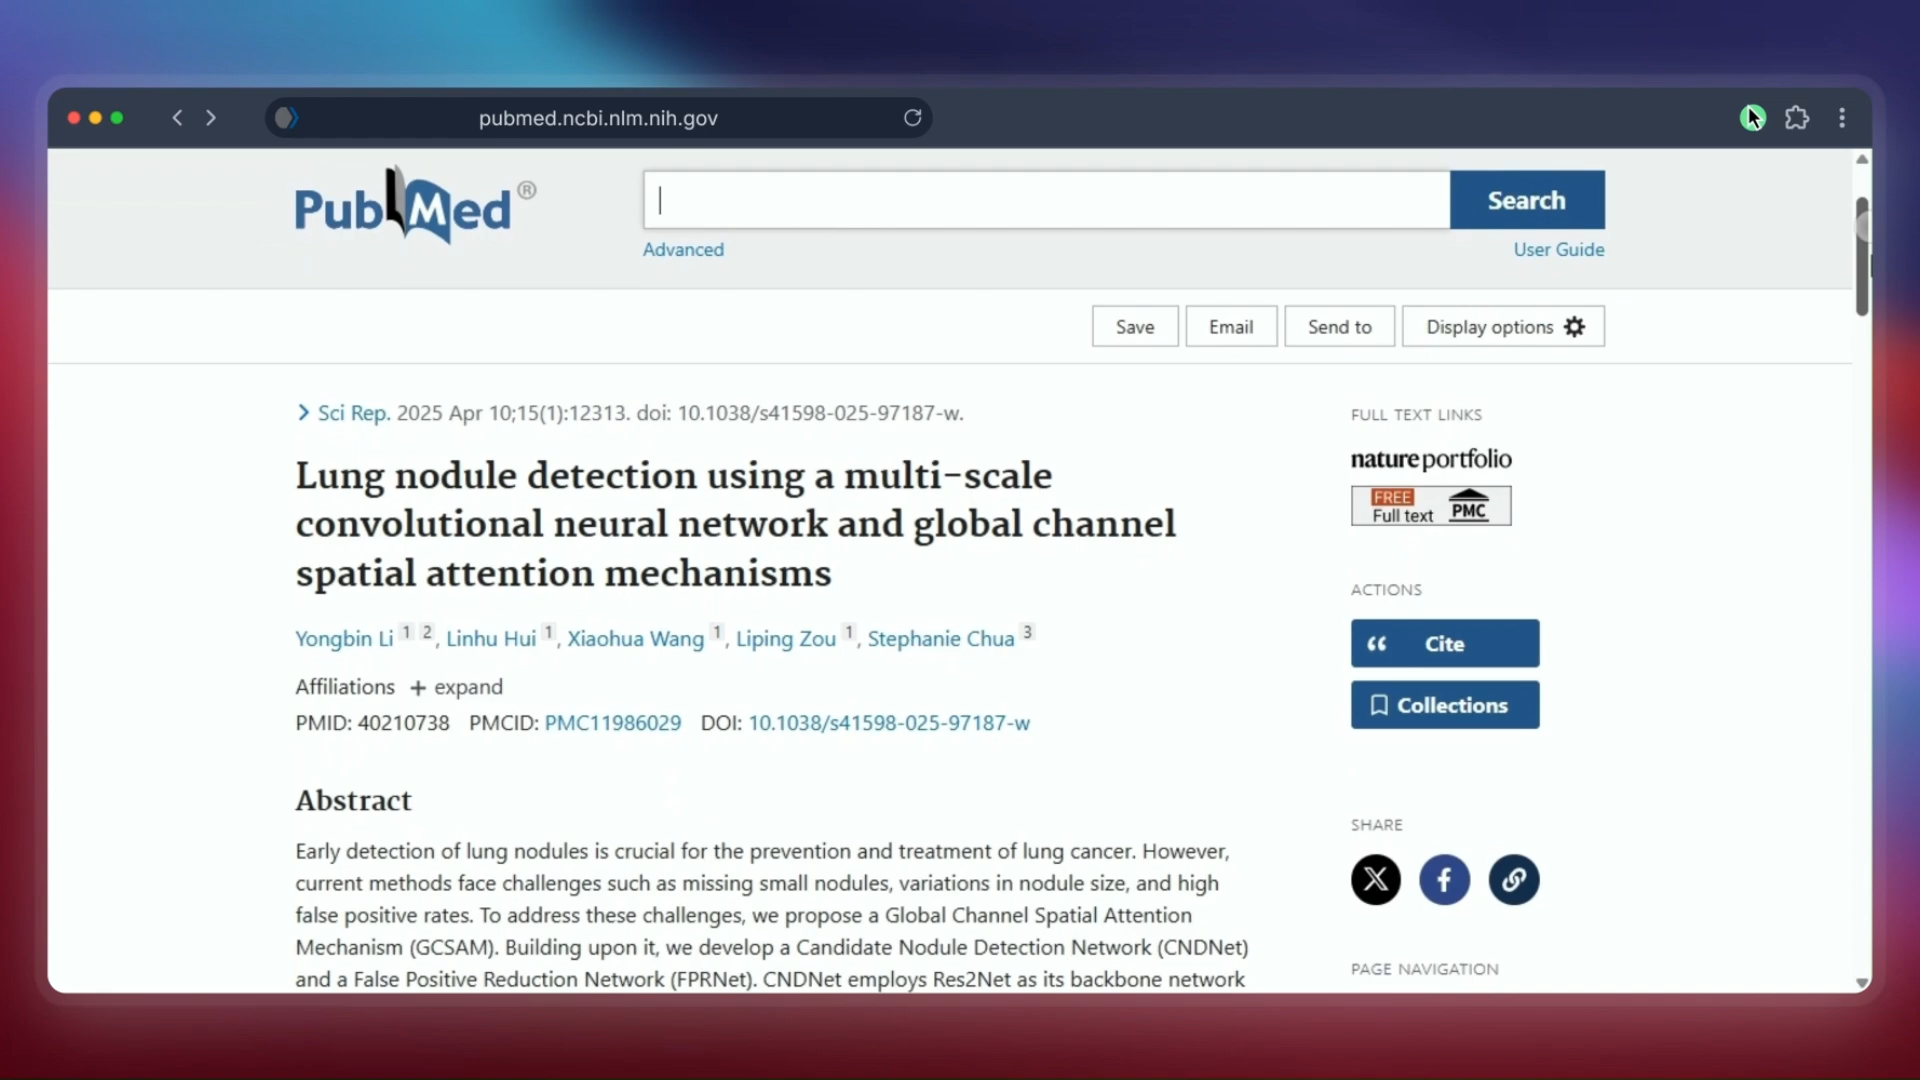 pubmed.ncbi.nlm.nih.gov
PubMed®
Search
Advanced
User Guide
Save
Email
Send to
Display options
Sci Rep. 2025 Apr 10;15(1):12313. doi: 10.1038/s41598-025-97187-w.
Lung nodule detection using a multi-scale
convolutional neural network and global channel
spatial attention mechanisms
Yongbin Li 1 2, Linhu Hui 1, Xiaohua Wang 1, Liping Zou 1, Stephanie Chua 3
Affiliations + expand
PMID: 40210738 PMCID: PMC11986029 DOI: 10.1038/s41598-025-97187-w
Abstract
Early detection of lung nodules is crucial for the prevention and treatment of lung cancer. However,
current methods face challenges such as missing small nodules, variations in nodule size, and high
false positive rates. To address these challenges, we propose a Global Channel Spatial Attention
Mechanism (GCSAM). Building upon it, we develop a Candidate Nodule Detection Network (CNDNet)
and a False Positive Reduction Network (FPRNet). CNDNet employs Res2Net as its backbone network
FULL TEXT LINKS
nature portfolio
FREE
Full text
PMC
ACTIONS
Cite
Collections
SHARE
PAGE NAVIGATION